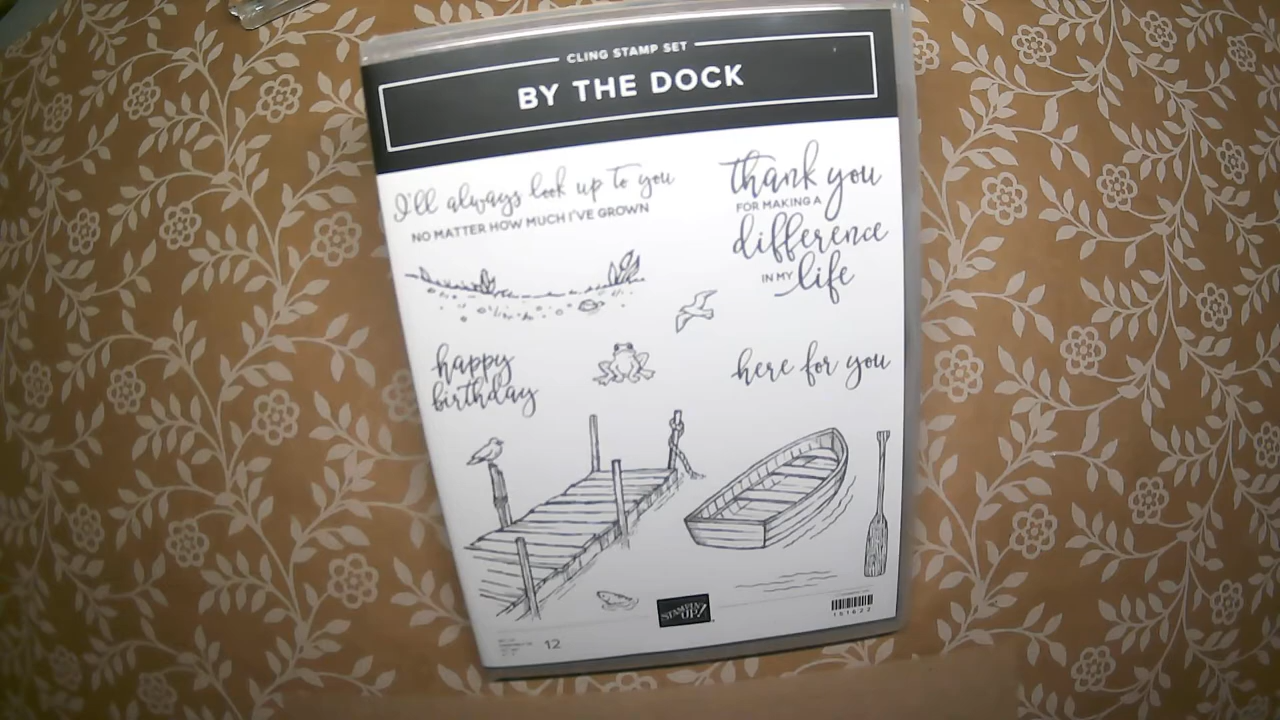 CLING STAMP SET
BY THE DOCK
I'll always look up to you
NO MATTER HOW MUCH I'VE GROWN
thank you
FOR MAKING A
difference
IN MY life
happy
birthday
here for you
STAMPIN'
UP!
151622
12